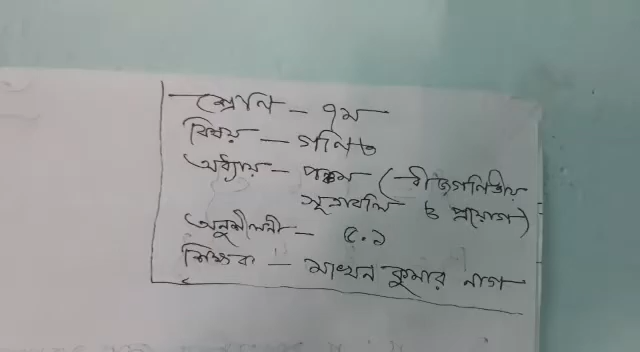 শ্রেণি - ৭ম
বিষয় - গণিত
অধ্যায় - পঞ্চম (বীজগণিতীয়
সূত্রাবলি ও প্রয়োগ)
অনুশীলনী - ৫.১
শিক্ষক - মাখন কুমার নাগ